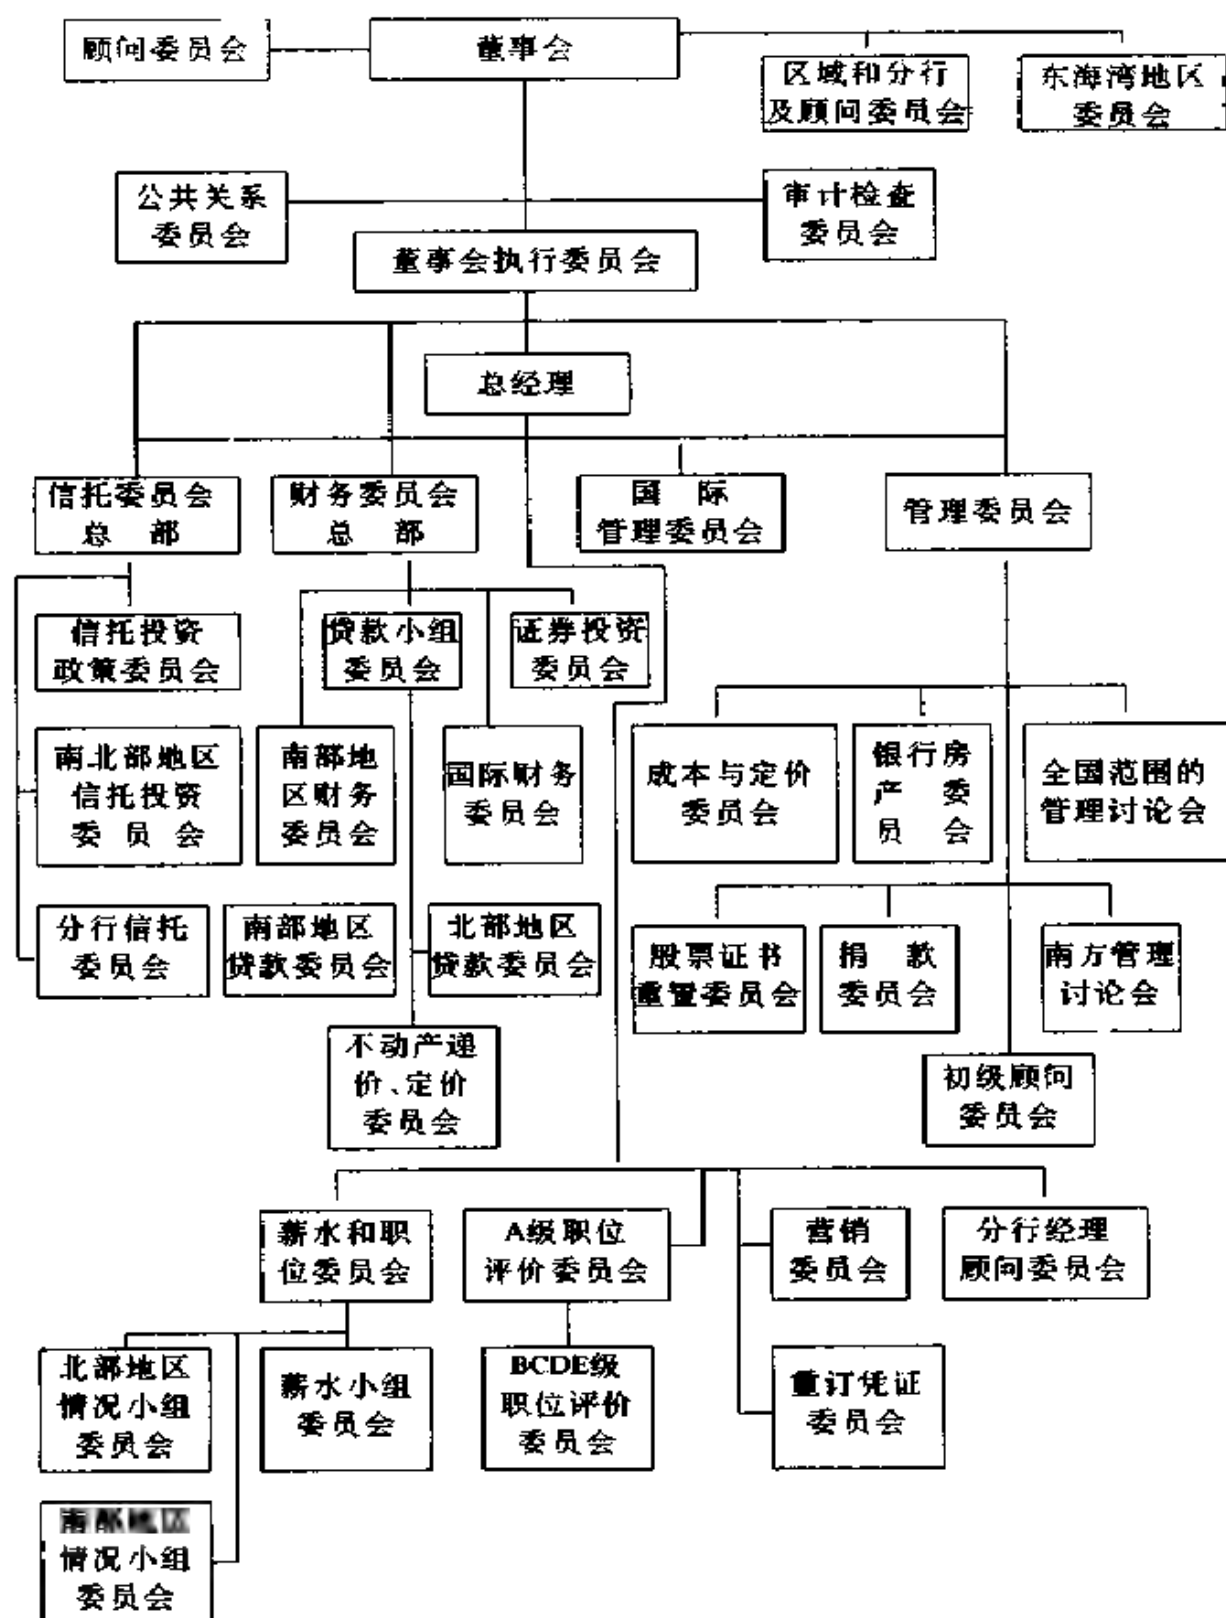 顾问委员会
董事会
区域和分行
及顾问委员会
东海湾地区
委员会
公共关系
委员会
审计检查
委员会
董事会执行委员会
总经理
信托委员会
总 部
财务委员会
总 部
国 际
管理委员会
管理委员会
信托投资
政策委员会
贷款小组
委员会
证券投资
委员会
南北部地区
信托投资
委 员 会
南部地
区财务
委员会
国际财务
委员会
成本与定价
委员会
银行房
产 委
员 会
全国范围的
管理讨论会
分行信托
委员会
南部地区
贷款委员会
北部地区
贷款委员会
股票证书
重置委员会
捐 款
委员会
南方管理
讨论会
不动产递
价、定价
委员会
初级顾问
委员会
薪水和职
位委员会
A级职位
评价委员会
营销
委员会
分行经理
顾问委员会
北部地区
情况小组
委员会
薪水小组
委员会
BCDE级
职位评价
委员会
重订凭证
委员会
南部地区
情况小组
委员会